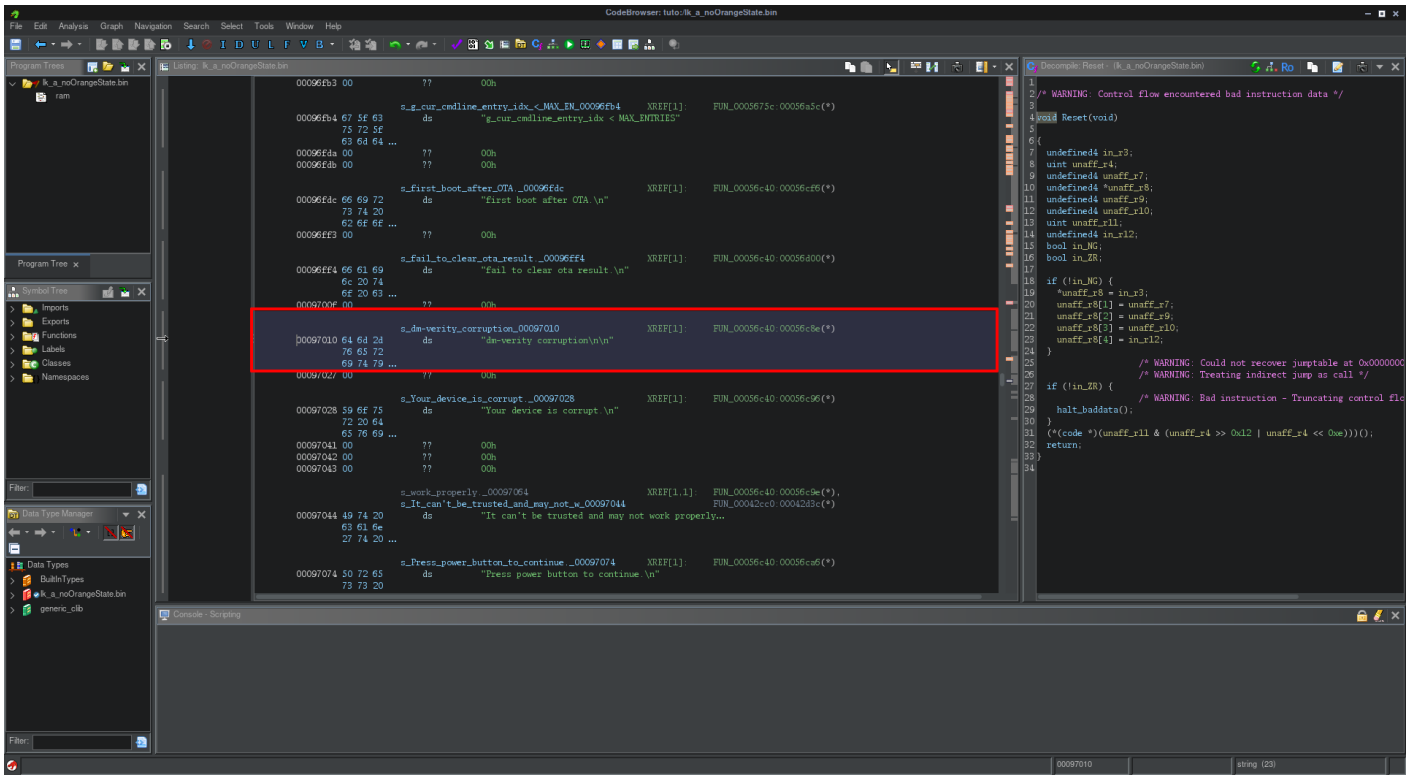 CodeBrowser: tuto:/lk_a_noOrangeState.bin
File Edit Analysis Graph Navigation Search Select Tools Window Help
I D U L F V B
Program Trees
lk_a_noOrangeState.bin
ram
Program Tree x
Symbol Tree
Imports
Exports
Functions
Labels
Classes
Namespaces
Filter:
Data Type Manager
Data Types
BuiltInTypes
lk_a_noOrangeState.bin
generic_clib
Filter:
Listing: lk_a_noOrangeState.bin
00096fb3 00 ?? 00h
s_g_cur_cmdline_entry_idx_<_MAX_EN_00096fb4 XREF[1]: FUN_0005675c:00056a5c(*)
00096fb4 67 5f 63 ds "g_cur_cmdline_entry_idx < MAX_ENTRIES"
75 72 5f
63 6d 64 ...
00096fda 00 ?? 00h
00096fdb 00 ?? 00h
s_first_boot_after_OTA._00096fdc XREF[1]: FUN_00056c40:00056cf6(*)
00096fdc 66 69 72 ds "first boot after OTA.\n"
73 74 20
62 6f 6f ...
00096ff3 00 ?? 00h
s_fail_to_clear_ota_result._00096ff4 XREF[1]: FUN_00056c40:00056d00(*)
00096ff4 66 61 69 ds "fail to clear ota result.\n"
6c 20 74
6f 20 63 ...
0009700f 00 ?? 00h
s_dm-verity_corruption_00097010 XREF[1]: FUN_00056c40:00056c8e(*)
00097010 64 6d 2d ds "dm-verity corruption\n\n"
76 65 72
69 74 79 ...
00097027 00 ?? 00h
s_Your_device_is_corrupt._00097028 XREF[1]: FUN_00056c40:00056c96(*)
00097028 59 6f 75 ds "Your device is corrupt.\n"
72 20 64
65 76 69 ...
00097041 00 ?? 00h
00097042 00 ?? 00h
00097043 00 ?? 00h
s_work_properly._00097064 XREF[1,1]: FUN_00056c40:00056c9e(*),
s_It_can't_be_trusted_and_may_not_w_00097044 FUN_00042cc0:00042d3c(*)
00097044 49 74 20 ds "It can't be trusted and may not work properly...
63 61 6e
27 74 20 ...
s_Press_power_button_to_continue._00097074 XREF[1]: FUN_00056c40:00056ca6(*)
00097074 50 72 65 ds "Press power button to continue.\n"
73 73 20
Decompile: Reset - (lk_a_noOrangeState.bin)
Ro
1
2 /* WARNING: Control flow encountered bad instruction data */
3
4 void Reset(void)
5
6 {
7 undefined4 in_r3;
8 uint unaff_r4;
9 undefined4 unaff_r7;
10 undefined4 *unaff_r8;
11 undefined4 unaff_r9;
12 undefined4 unaff_r10;
13 uint unaff_r11;
14 undefined4 in_r12;
15 bool in_NG;
16 bool in_ZR;
17
18 if (!in_NG) {
19 *unaff_r8 = in_r3;
20 unaff_r8[1] = unaff_r7;
21 unaff_r8[2] = unaff_r9;
22 unaff_r8[3] = unaff_r10;
23 unaff_r8[4] = in_r12;
24 }
25 /* WARNING: Could not recover jumptable at 0x0000000
26 /* WARNING: Treating indirect jump as call */
27 if (!in_ZR) {
28 /* WARNING: Bad instruction - Truncating control flo
29 halt_baddata();
30 }
31 (*(code *)(unaff_r11 & (unaff_r4 >> 0x12 | unaff_r4 << 0xe)))();
32 return;
33 }
34
Console - Scripting
00097010
string (23)